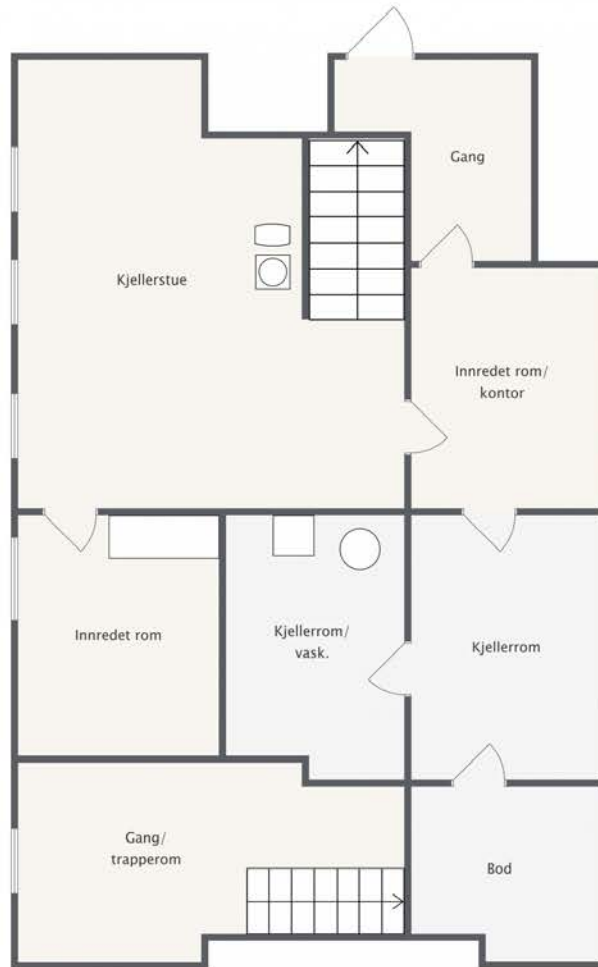 Gang
Kjellerstue
Innredet rom/
kontor
Innredet rom
Kjellerrom/
vask.
Kjellerrom
Gang/
trapperom
Bod